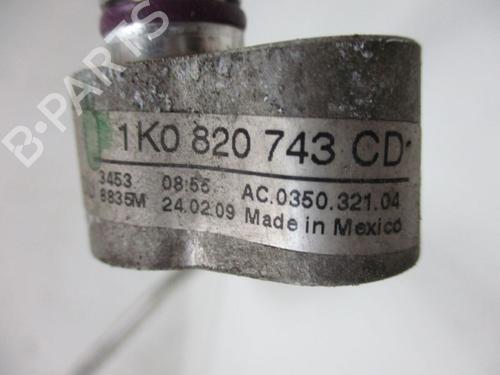 B-PARTS
1K0 820 743 CD
3453 08:55 AC.0350.321.04
8835M 24.02.09 Made in Mexico